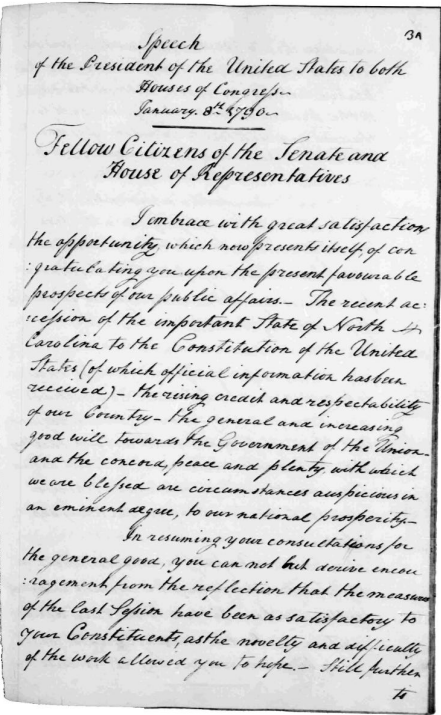 3A
Speech
of the President of the United States to both
Houses of Congress
January 8th 1790
Fellow Citizens of the Senate and
House of Representatives
I embrace with great satisfaction
the opportunity, which now presents itself, of con
:gratulating you upon the present favourable
prospects of our public affairs. – The recent ac:
:cession of the important State of North
Carolina to the Constitution of the United
States (of which official information has been
received) – the rising credit and respectability
of our Country – the general and increasing
good will towards the Government of the Union –
and the concord, peace and plenty, with which
we are blessed are circumstances auspicious in
an eminent degree, to our national prosperity –
In resuming your consultations for
the general good, you can not but derive encou
:ragement from the reflection that the measures
of the last Session have been as satisfactory to
your Constituents, as the novelty and difficulty
of the work allowed you to hope. – Still further
to